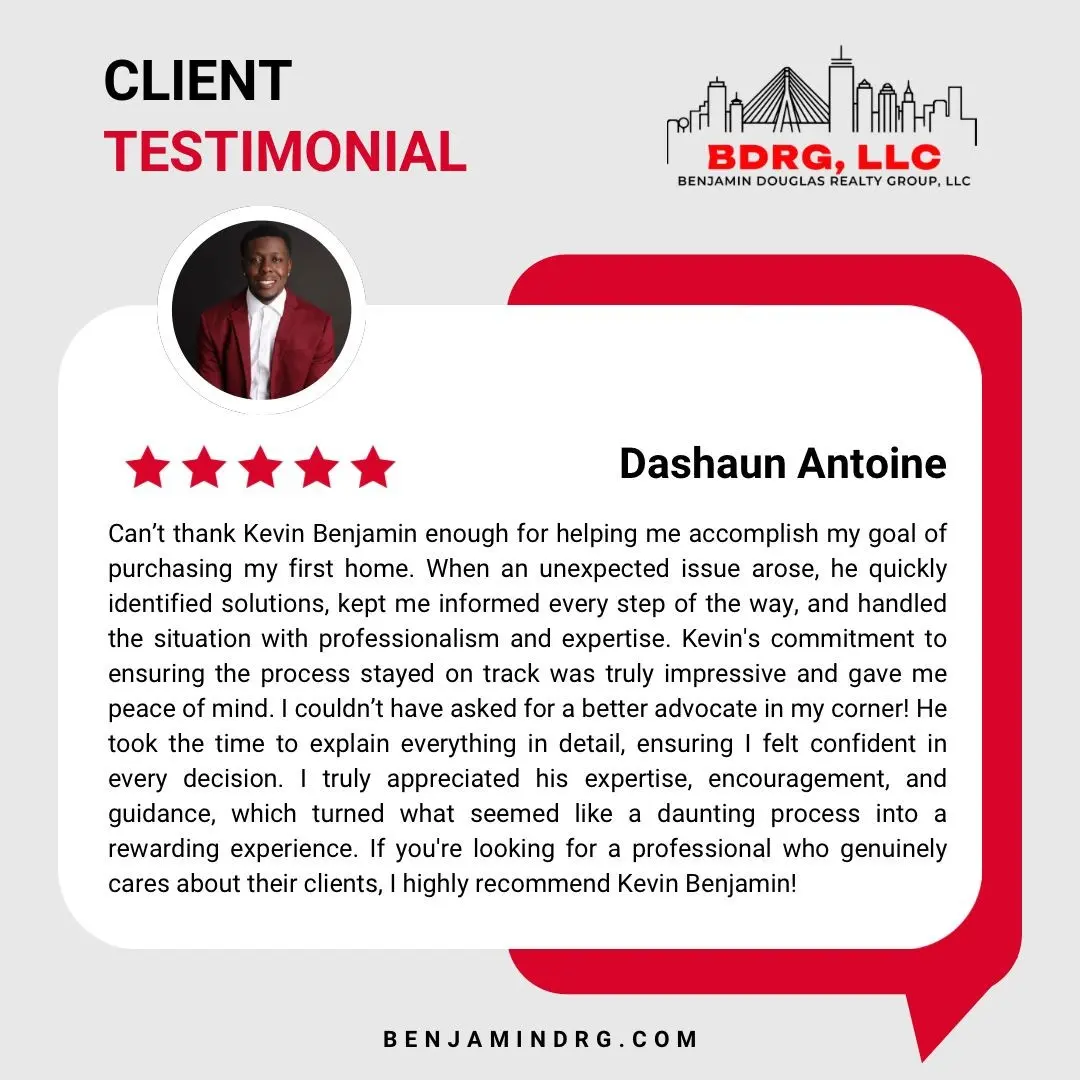 CLIENT
TESTIMONIAL
BDRG, LLC
BENJAMIN DOUGLAS REALTY GROUP, LLC
Dashaun Antoine
Can’t thank Kevin Benjamin enough for helping me accomplish my goal of
purchasing my first home. When an unexpected issue arose, he quickly
identified solutions, kept me informed every step of the way, and handled
the situation with professionalism and expertise. Kevin's commitment to
ensuring the process stayed on track was truly impressive and gave me
peace of mind. I couldn’t have asked for a better advocate in my corner! He
took the time to explain everything in detail, ensuring I felt confident in
every decision. I truly appreciated his expertise, encouragement, and
guidance, which turned what seemed like a daunting process into a
rewarding experience. If you're looking for a professional who genuinely
cares about their clients, I highly recommend Kevin Benjamin!
BENJAMINDRG.COM